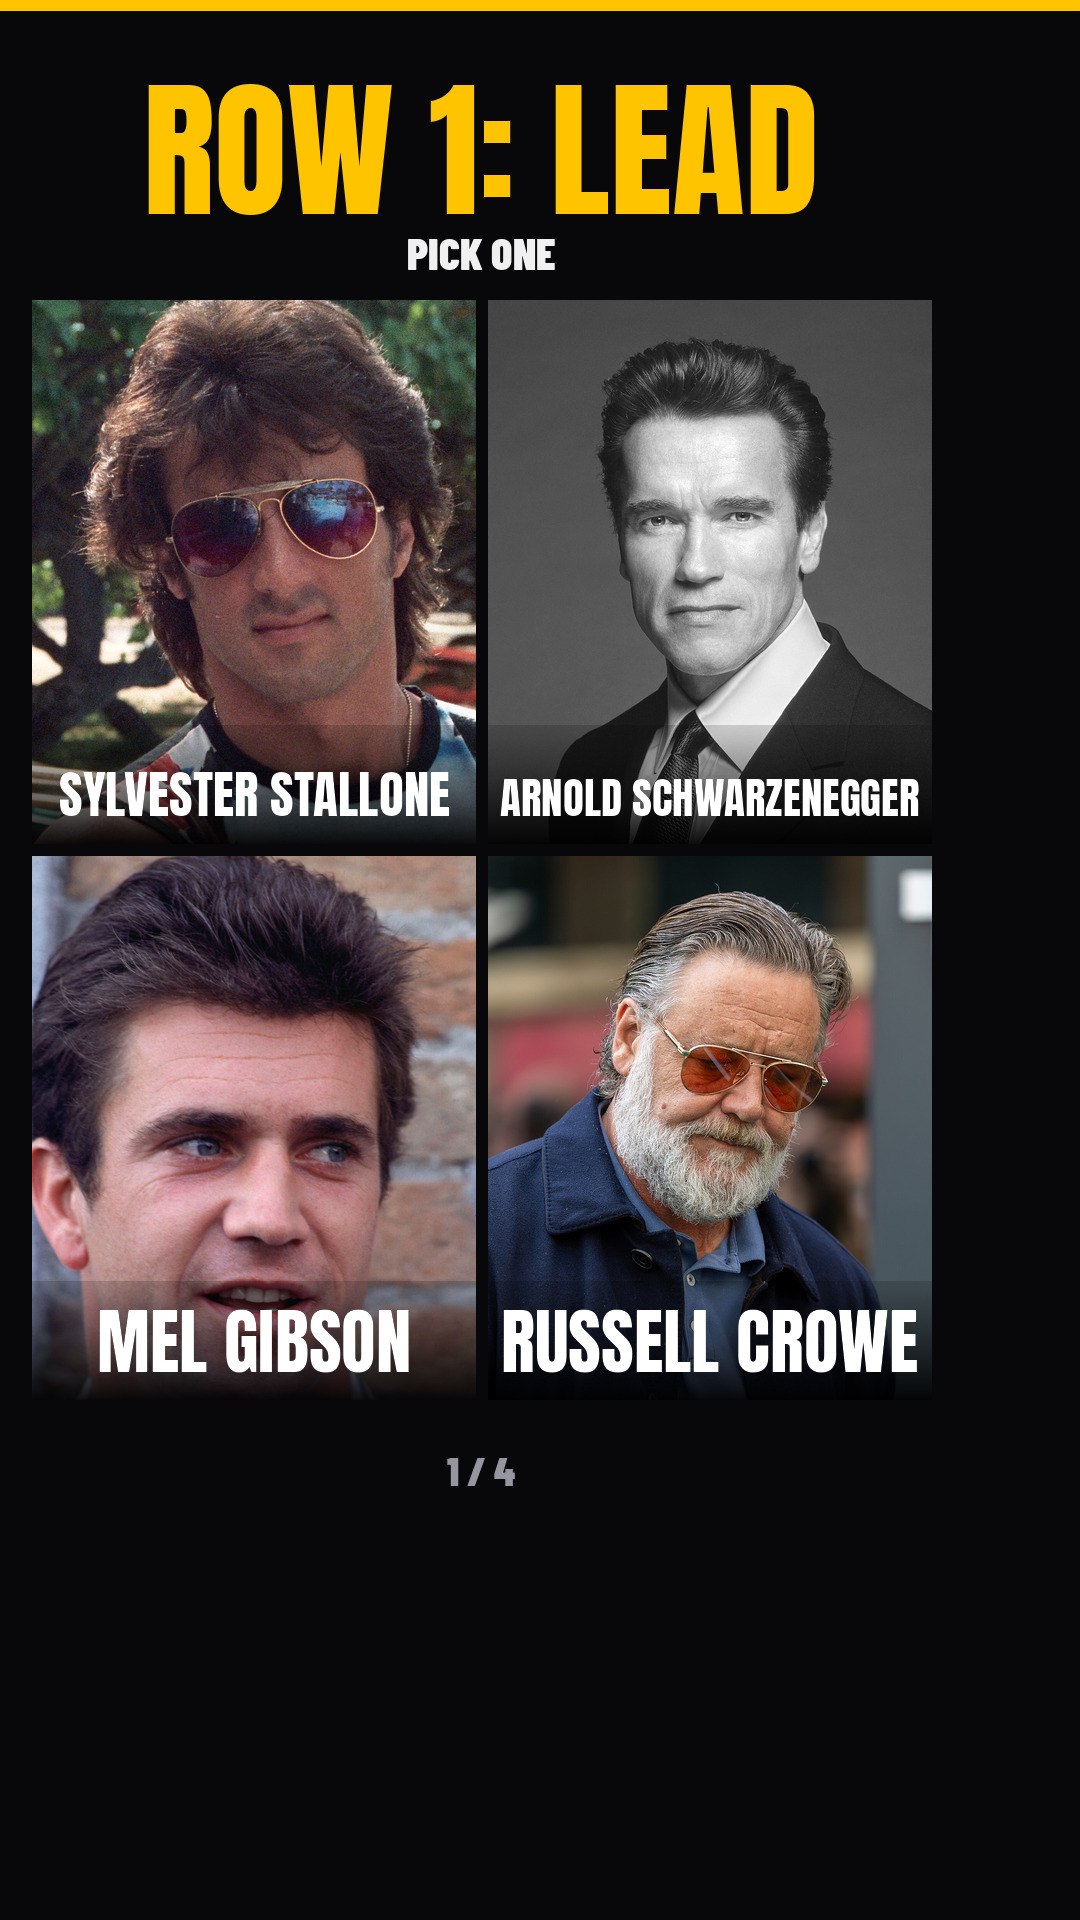 ROW 1: LEAD
PICK ONE
SYLVESTER STALLONE
ARNOLD SCHWARZENEGGER
MEL GIBSON
RUSSELL CROWE
1 / 4